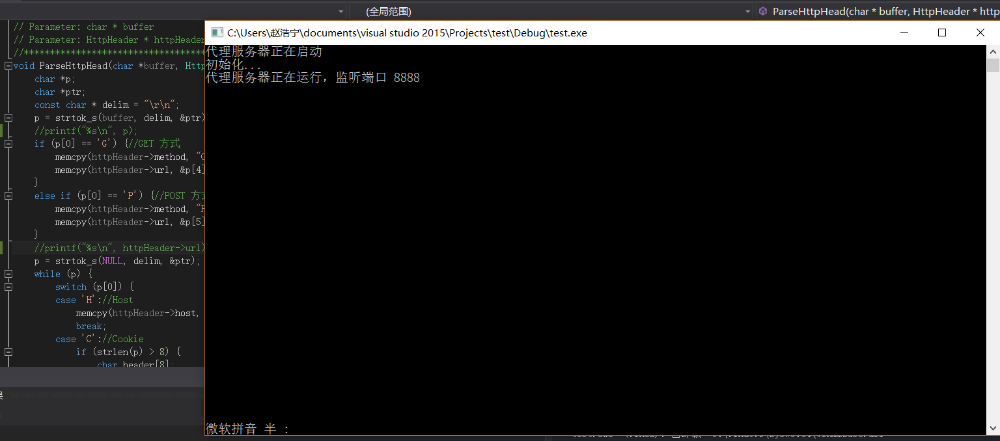 (全局范围)
ParseHttpHead(char * buffer, HttpHeader * http
// Parameter: char * buffer
// Parameter: HttpHeader * httpHeader
//***********************************
void ParseHttpHead(char *buffer, Http
char *p;
char *ptr;
const char * delim = "\r\n";
p = strtok_s(buffer, delim, &ptr)
//printf("%s\n", p);
if (p[0] == 'G') {//GET 方式
memcpy(httpHeader->method, "G
memcpy(httpHeader->url, &p[4]
}
else if (p[0] == 'P') {//POST 方式
memcpy(httpHeader->method, "P
memcpy(httpHeader->url, &p[5]
}
//printf("%s\n", httpHeader->url)
p = strtok_s(NULL, delim, &ptr);
while (p) {
switch (p[0]) {
case 'H'://Host
memcpy(httpHeader->host,
break;
case 'C'://Cookie
if (strlen(p) > 8) {
char header[8];
C:\Users\赵浩宁\documents\visual studio 2015\Projects\test\Debug\test.exe
代理服务器正在启动
初始化...
代理服务器正在运行，监听端口 8888
微软拼音 半 :